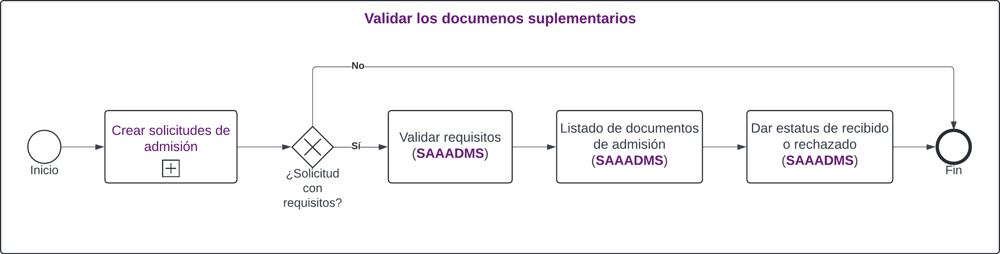 Validar los documenos suplementarios
No
Inicio
Crear solicitudes de
admisión
¿Solicitud
con
requisitos?
Sí
Validar requisitos
(SAAADMS)
Listado de documentos
de admisión
(SAAADMS)
Dar estatus de recibido
o rechazado
(SAAADMS)
Fin